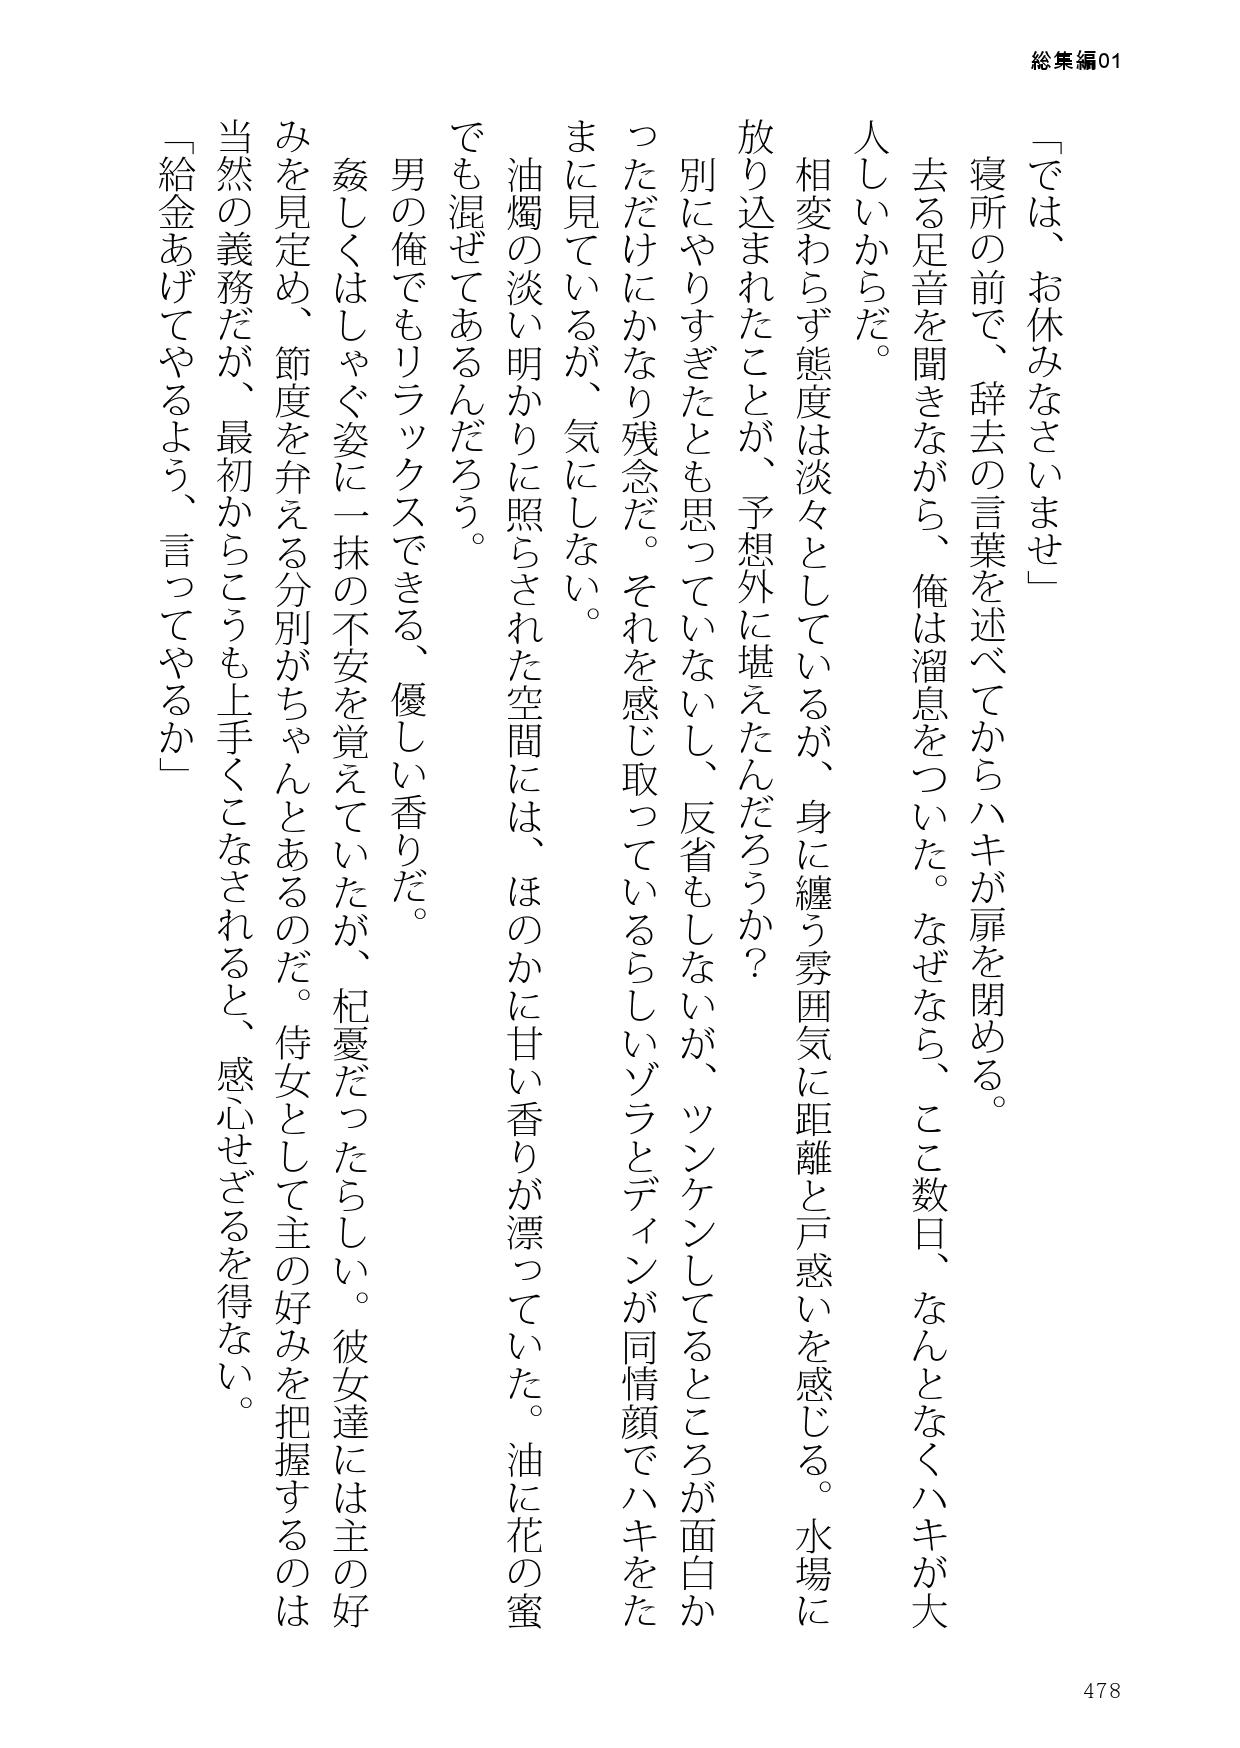 総集編01
「では、お休みなさいませ」
寝所の前で、辞去の言葉を述べてからハキが扉を閉める。
去る足音を聞きながら、俺は溜息をついた。なぜなら、ここ数日、なんとなくハキが大
人しいからだ。
相変わらず態度は淡々としているが、身に纏う雰囲気に距離と戸惑いを感じる。水場に
放り込まれたことが、予想外に堪えたんだろうか？
別にやりすぎたとも思っていないし、反省もしないが、ツンケンしてるところが面白か
っただけにかなり残念だ。それを感じ取っているらしいゾラとディンが同情顔でハキをた
まに見ているが、気にしない。
油燭の淡い明かりに照らされた空間には、ほのかに甘い香りが漂っていた。油に花の蜜
でも混ぜてあるんだろう。
男の俺でもリラックスできる、優しい香りだ。
姦しくはしゃぐ姿に一抹の不安を覚えていたが、杞憂だったらしい。彼女達には主の好
みを見定め、節度を弁える分別がちゃんとあるのだ。侍女として主の好みを把握するのは
当然の義務だが、最初からこうも上手くこなされると、感心せざるを得ない。
「給金あげてやるよう、言ってやるか」
478